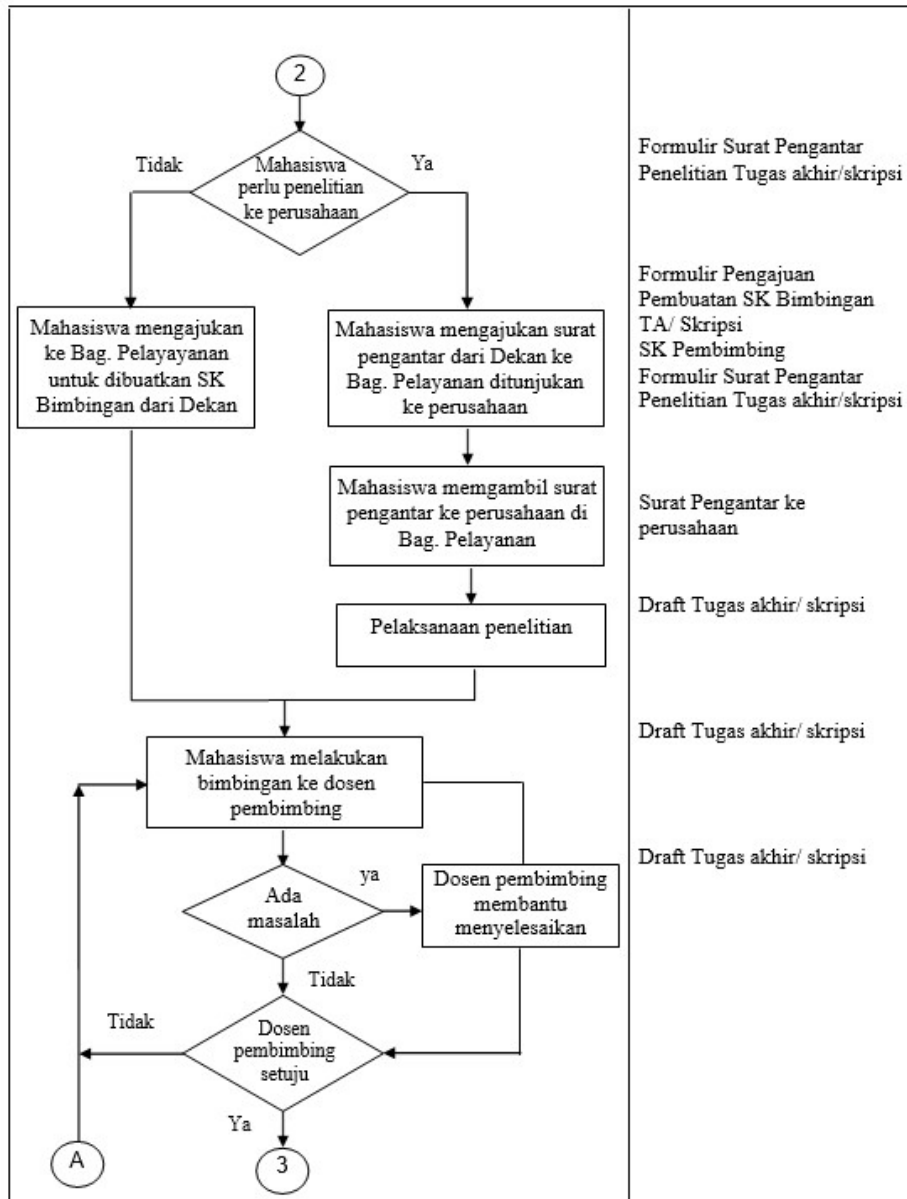 2
Tidak
Mahasiswa
perlu penelitian
ke perusahaan
Ya
Formulir Surat Pengantar
Penelitian Tugas akhir/skripsi
Mahasiswa mengajukan
ke Bag. Pelayayanan
untuk dibuatkan SK
Bimbingan dari Dekan
Mahasiswa mengajukan surat
pengantar dari Dekan ke
Bag. Pelayanan ditunjukan
ke perusahaan
Formulir Pengajuan
Pembuatan SK Bimbingan
TA/ Skripsi
SK Pembimbing
Formulir Surat Pengantar
Penelitian Tugas akhir/skripsi
Mahasiswa memgambil surat
pengantar ke perusahaan di
Bag. Pelayanan
Surat Pengantar ke
perusahaan
Pelaksanaan penelitian
Draft Tugas akhir/ skripsi
Mahasiswa melakukan
bimbingan ke dosen
pembimbing
Draft Tugas akhir/ skripsi
Ada
masalah
ya
Dosen pembimbing
membantu
menyelesaikan
Draft Tugas akhir/ skripsi
Tidak
Tidak
Dosen
pembimbing
setuju
Ya
A
3